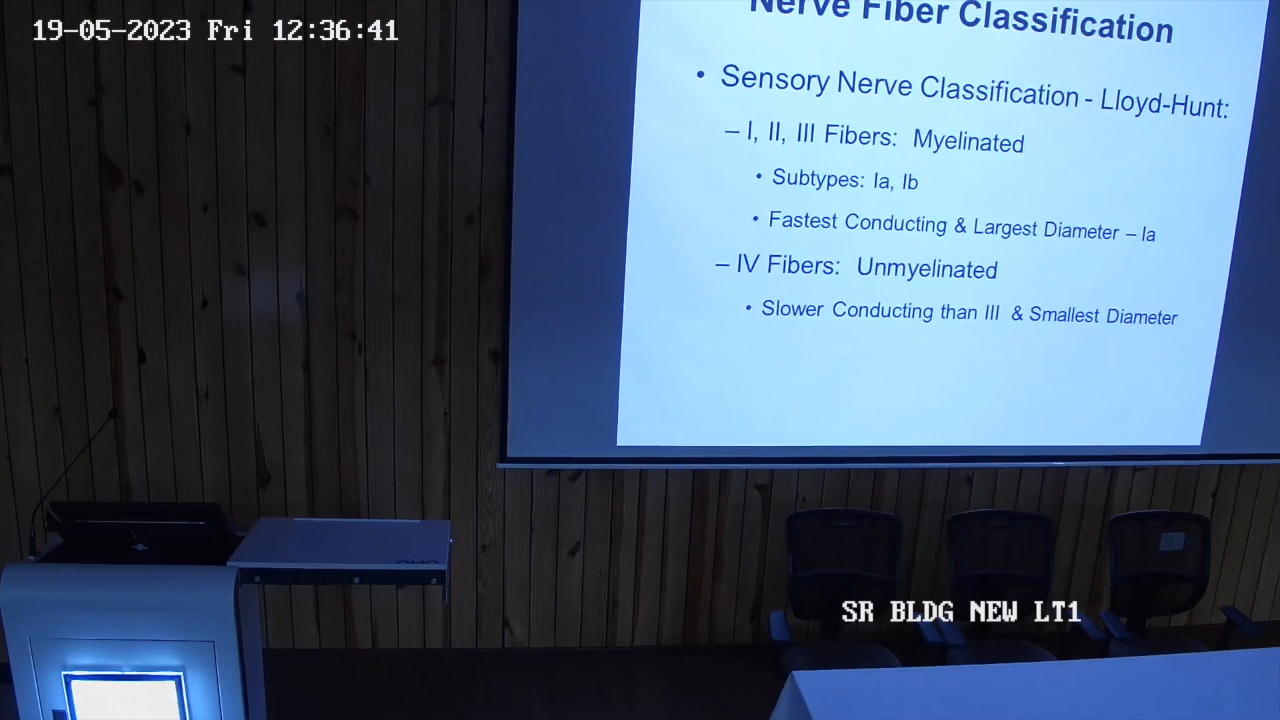 19-05-2023 Fri 12:36:41
Nerve Fiber Classification
• Sensory Nerve Classification - Lloyd-Hunt:
– I, II, III Fibers: Myelinated
• Subtypes: Ia, Ib
• Fastest Conducting & Largest Diameter – Ia
– IV Fibers: Unmyelinated
• Slower Conducting than III & Smallest Diameter
SR BLDG NEW LT1